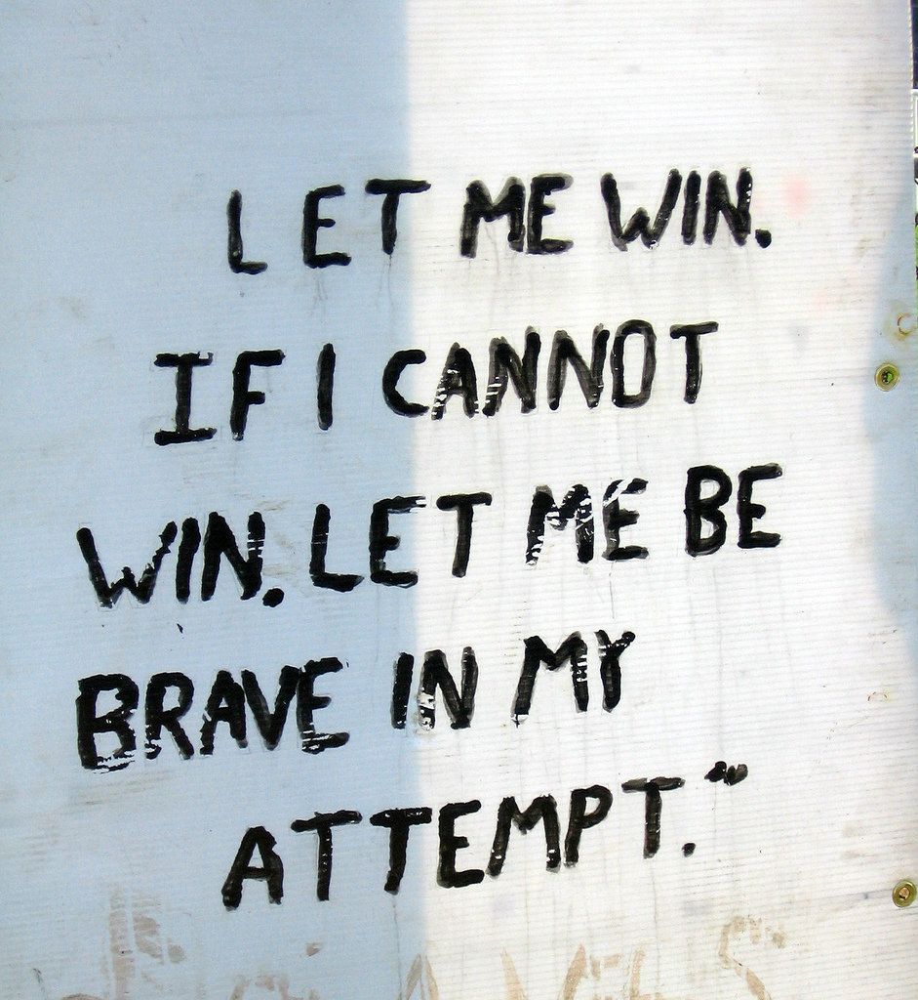 LET ME WIN.
IF I CANNOT
WIN. LET ME BE
BRAVE IN MY
ATTEMPT."